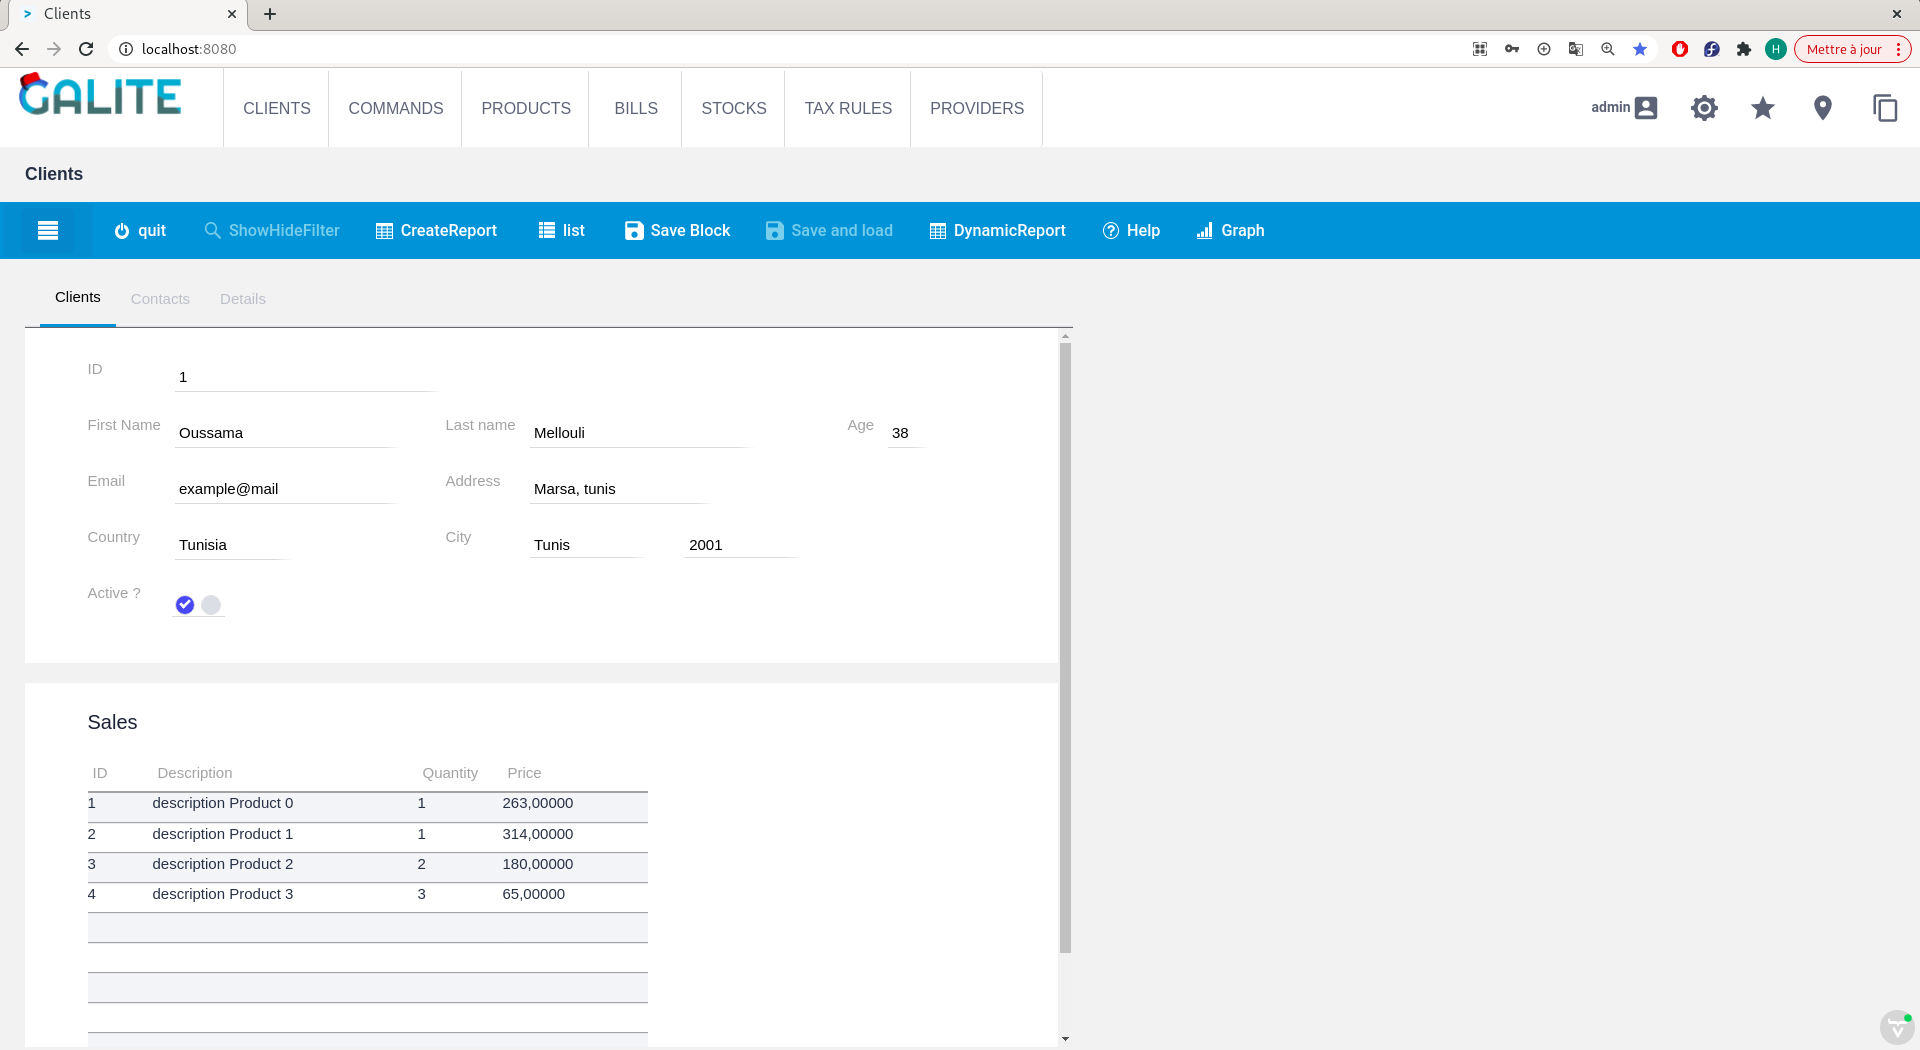 Clients
localhost:8080
H
Mettre à jour
GALITE
CLIENTS COMMANDS PRODUCTS BILLS STOCKS TAX RULES PROVIDERS
admin
Clients
quit ShowHideFilter CreateReport list Save Block Save and load DynamicReport Help Graph
Clients Contacts Details
ID 1
First Name Oussama Last name Mellouli Age 38
Email example@mail Address Marsa, tunis
Country Tunisia City Tunis 2001
Active ?
Sales
ID Description Quantity Price
1 description Product 0 1 263,00000
2 description Product 1 1 314,00000
3 description Product 2 2 180,00000
4 description Product 3 3 65,00000